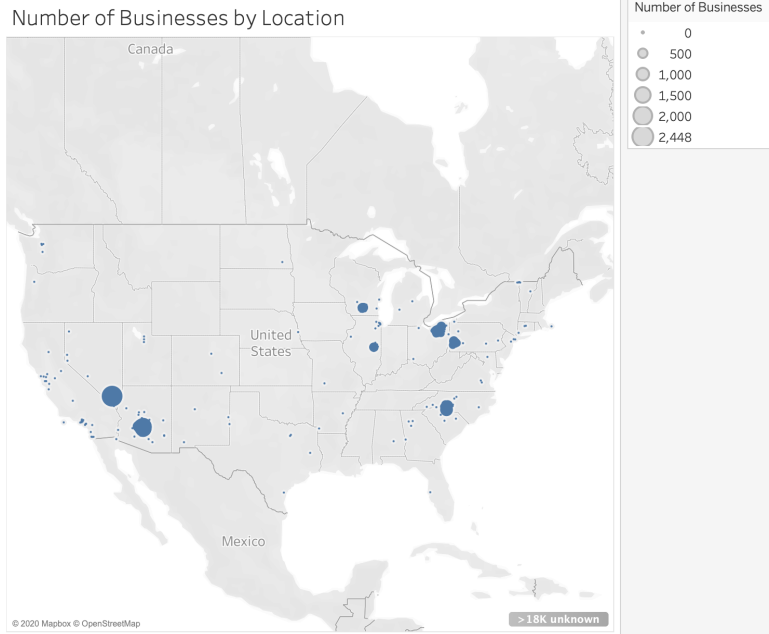 Number of Businesses by Location
Number of Businesses
0
500
1,000
1,500
2,000
2,448
Canada
United
States
Mexico
© 2020 Mapbox © OpenStreetMap
>18K unknown